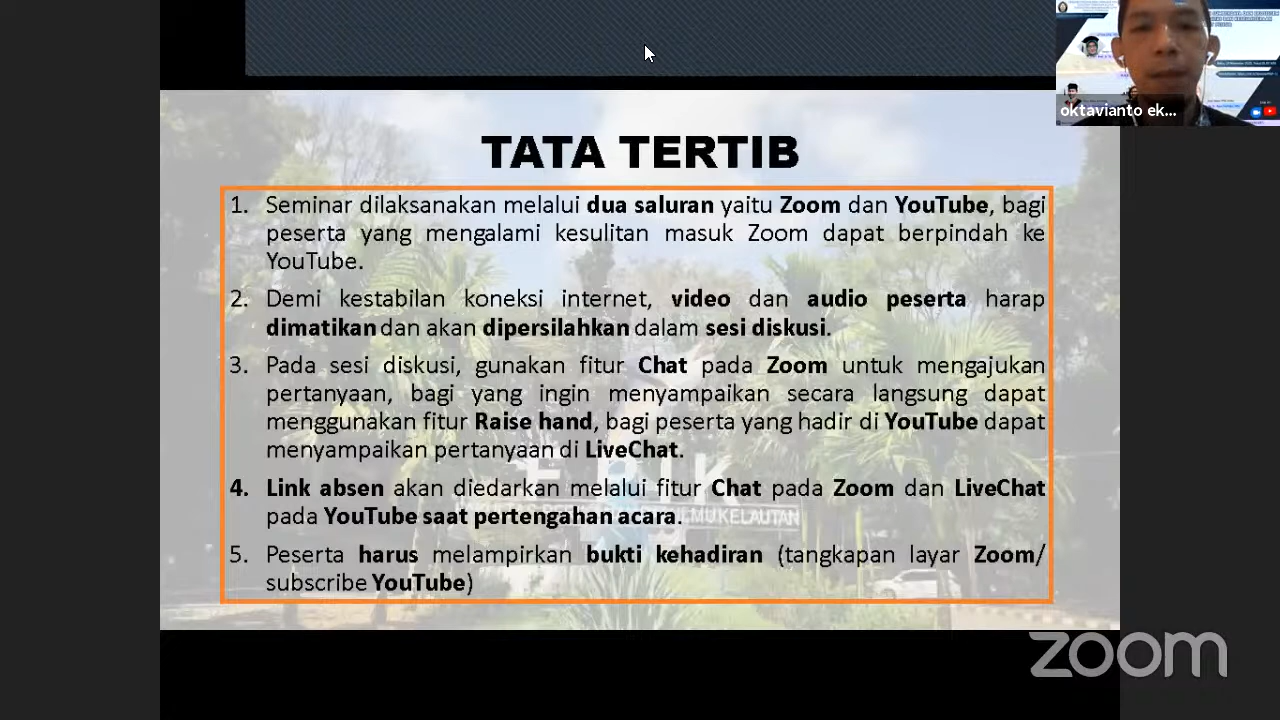 TATA TERTIB
1. Seminar dilaksanakan melalui dua saluran yaitu Zoom dan YouTube, bagi
peserta yang mengalami kesulitan masuk Zoom dapat berpindah ke
YouTube.
2. Demi kestabilan koneksi internet, video dan audio peserta harap
dimatikan dan akan dipersilahkan dalam sesi diskusi.
3. Pada sesi diskusi, gunakan fitur Chat pada Zoom untuk mengajukan
pertanyaan, bagi yang ingin menyampaikan secara langsung dapat
menggunakan fitur Raise hand, bagi peserta yang hadir di YouTube dapat
menyampaikan pertanyaan di LiveChat.
4. Link absen akan diedarkan melalui fitur Chat pada Zoom dan LiveChat
pada YouTube saat pertengahan acara.
5. Peserta harus melampirkan bukti kehadiran (tangkapan layar Zoom/
subscribe YouTube)
ILMU KELAUTAN
oktavianto ek...
zoom